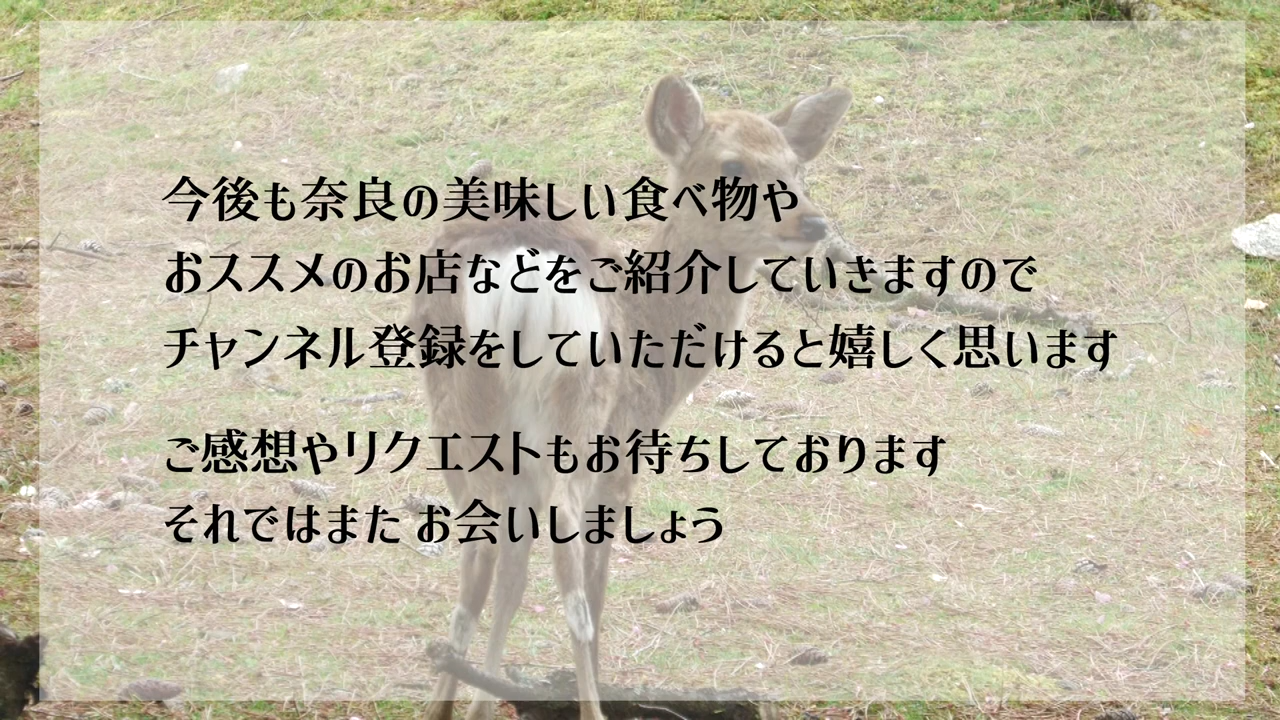 今後も奈良の美味しい食べ物や
おススメのお店などをご紹介していきますので
チャンネル登録をしていただけると嬉しく思います
ご感想やリクエストもお待ちしております
それではまた お会いしましょう